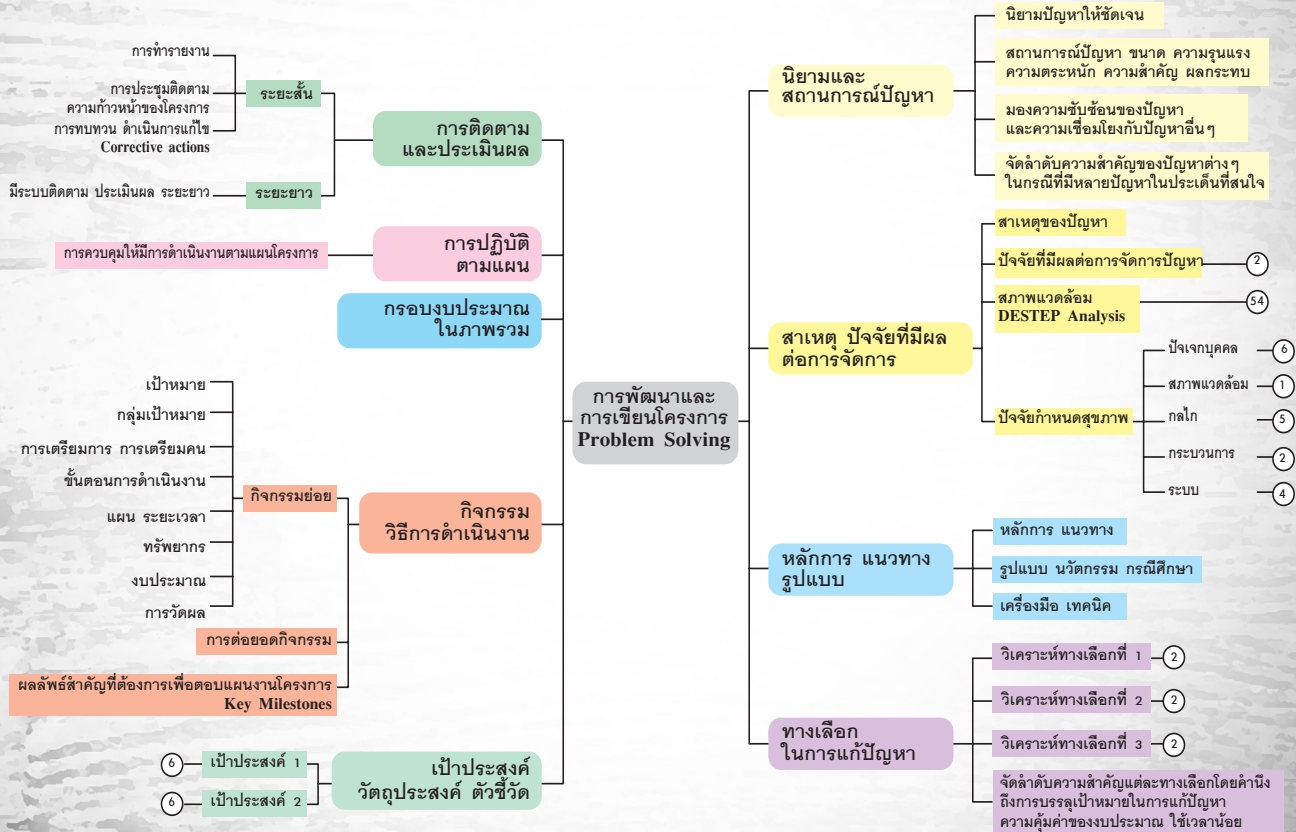 การพัฒนาและ
การเขียนโครงการ
Problem Solving
นิยามและ
สถานการณ์ปัญหา
นิยามปัญหาให้ชัดเจน
สถานการณ์ปัญหา ขนาด ความรุนแรง
ความตระหนัก ความสำคัญ ผลกระทบ
มองความซับซ้อนของปัญหา
และความเชื่อมโยงกับปัญหาอื่นๆ
จัดลำดับความสำคัญของปัญหาต่างๆ
ในกรณีที่มีหลายปัญหาในประเด็นที่สนใจ
สาเหตุ ปัจจัยที่มีผล
ต่อการจัดการ
สาเหตุของปัญหา
ปัจจัยที่มีผลต่อการจัดการปัญหา 2
สภาพแวดล้อม
DESTEP Analysis 54
ปัจจัยกำหนดสุขภาพ
ปัจเจกบุคคล 6
สภาพแวดล้อม 1
กลไก 5
กระบวนการ 2
ระบบ 4
หลักการ แนวทาง
รูปแบบ
หลักการ แนวทาง
รูปแบบ นวัตกรรม กรณีศึกษา
เครื่องมือ เทคนิค
ทางเลือก
ในการแก้ปัญหา
วิเคราะห์ทางเลือกที่ 1 2
วิเคราะห์ทางเลือกที่ 2 2
วิเคราะห์ทางเลือกที่ 3 2
จัดลำดับความสำคัญแต่ละทางเลือกโดยคำนึง
ถึงการบรรลุเป้าหมายในการแก้ปัญหา
ความคุ้มค่าของงบประมาณ ใช้เวลาน้อย
การติดตาม
และประเมินผล
ระยะสั้น
การทำรายงาน
การประชุมติดตาม
ความก้าวหน้าของโครงการ
การทบทวน ดำเนินการแก้ไข
Corrective actions
ระยะยาว
มีระบบติดตาม ประเมินผล ระยะยาว
การปฏิบัติ
ตามแผน
การควบคุมให้มีการดำเนินงานตามแผนโครงการ
กรอบงบประมาณ
ในภาพรวม
กิจกรรม
วิธีการดำเนินงาน
กิจกรรมย่อย
เป้าหมาย
กลุ่มเป้าหมาย
การเตรียมการ การเตรียมคน
ขั้นตอนการดำเนินงาน
แผน ระยะเวลา
ทรัพยากร
งบประมาณ
การวัดผล
การต่อยอดกิจกรรม
ผลลัพธ์สำคัญที่ต้องการเพื่อตอบแผนงานโครงการ
Key Milestones
เป้าประสงค์
วัตถุประสงค์ ตัวชี้วัด
6 เป้าประสงค์ 1
6 เป้าประสงค์ 2